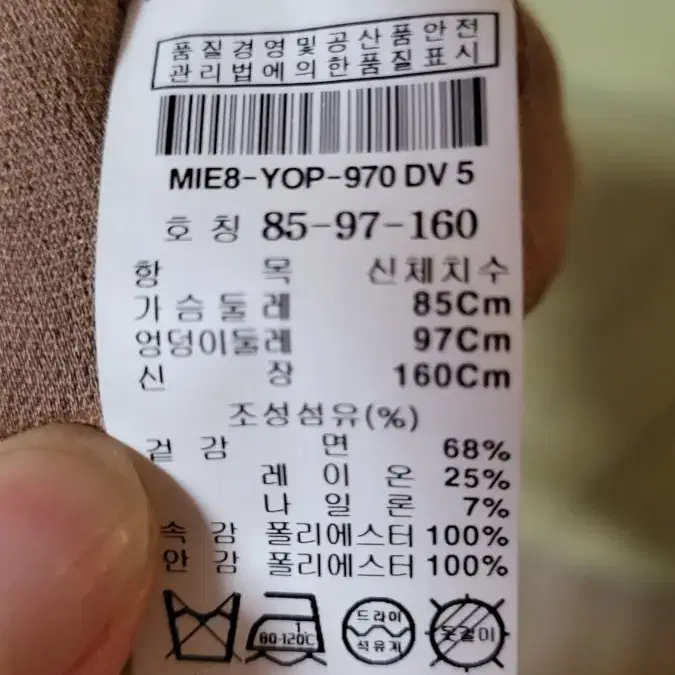 품질경영및공산품안전
관리법에의한품질표시
MIE8-YOP-970 DV 5
호칭 85-97-160
항 목 신체치수
가슴둘레 85Cm
엉덩이둘레 97Cm
신 장 160Cm
조성섬유(%)
겉감 면 68%
레이온 25%
나일론 7%
속감 폴리에스터 100%
안감 폴리에스터 100%
1.
80-120℃
드라이
석유계
옷걸이